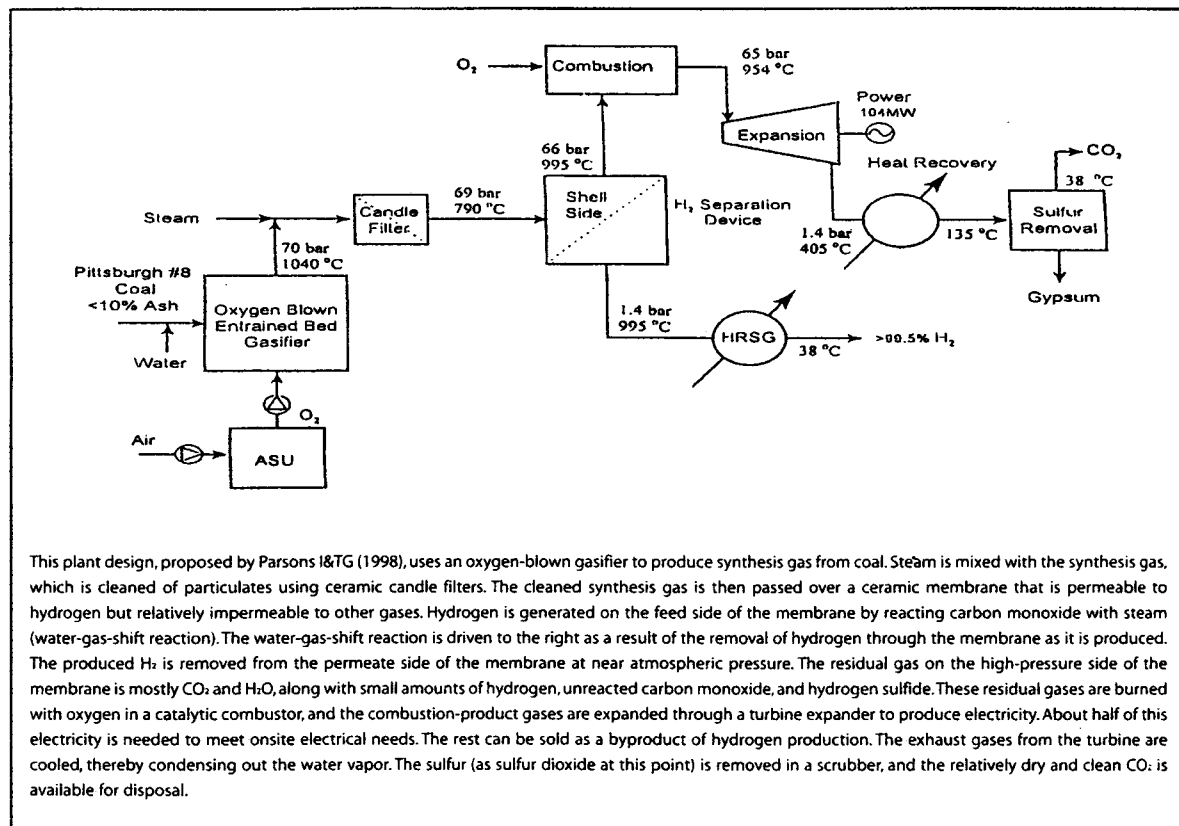 O₂
Combustion
65 bar
954 °C
Power
104MW
Expansion
66 bar
995 °C
CO₂
Heat Recovery
38 °C
69 bar
790 °C
Shell
Side
H₂ Separation
Device
Candle
Filter
Steam
Sulfur
Removal
1.4 bar
405 °C
135 °C
70 bar
1040 °C
Pittsburgh #8
Coal
<10% Ash
Oxygen Blown
Entrained Bed
Gasifier
Water
Gypsum
1.4 bar
995 °C
HRSG
38 °C
>99.5% H₂
O₂
Air
ASU
This plant design, proposed by Parsons I&TG (1998), uses an oxygen-blown gasifier to produce synthesis gas from coal. Steam is mixed with the synthesis gas,
which is cleaned of particulates using ceramic candle filters. The cleaned synthesis gas is then passed over a ceramic membrane that is permeable to
hydrogen but relatively impermeable to other gases. Hydrogen is generated on the feed side of the membrane by reacting carbon monoxide with steam
(water-gas-shift reaction). The water-gas-shift reaction is driven to the right as a result of the removal of hydrogen through the membrane as it is produced.
The produced H₂ is removed from the permeate side of the membrane at near atmospheric pressure. The residual gas on the high-pressure side of the
membrane is mostly CO₂ and H₂O, along with small amounts of hydrogen, unreacted carbon monoxide, and hydrogen sulfide. These residual gases are burned
with oxygen in a catalytic combustor, and the combustion-product gases are expanded through a turbine expander to produce electricity. About half of this
electricity is needed to meet onsite electrical needs. The rest can be sold as a byproduct of hydrogen production. The exhaust gases from the turbine are
cooled, thereby condensing out the water vapor. The sulfur (as sulfur dioxide at this point) is removed in a scrubber, and the relatively dry and clean CO₂ is
available for disposal.